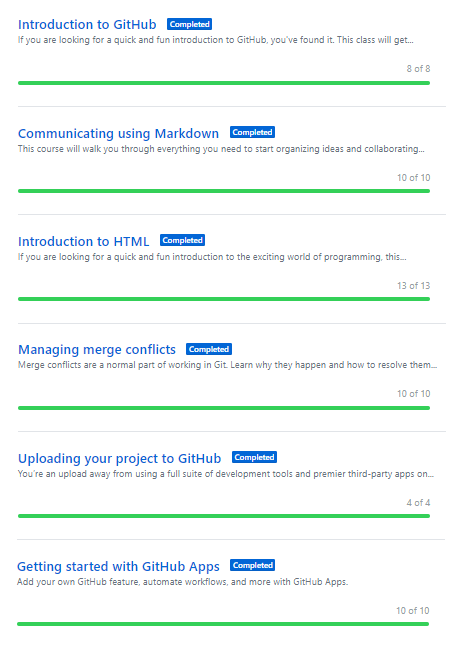 Introduction to GitHub Completed
If you are looking for a quick and fun introduction to GitHub, you've found it. This class will get...
8 of 8
Communicating using Markdown Completed
This course will walk you through everything you need to start organizing ideas and collaborating...
10 of 10
Introduction to HTML Completed
If you are looking for a quick and fun introduction to the exciting world of programming, this...
13 of 13
Managing merge conflicts Completed
Merge conflicts are a normal part of working in Git. Learn why they happen and how to resolve them...
10 of 10
Uploading your project to GitHub Completed
You're an upload away from using a full suite of development tools and premier third-party apps on...
4 of 4
Getting started with GitHub Apps Completed
Add your own GitHub feature, automate workflows, and more with GitHub Apps.
10 of 10